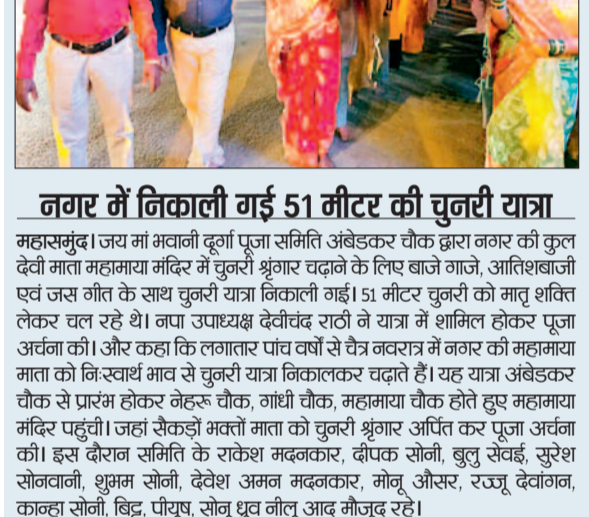 नगर में निकाली गई 51 मीटर की चुनरी यात्रा
महासमुंद। जय मां भवानी दूर्गा पूजा समिति अंबेडकर चौक द्वारा नगर की कुल
देवी माता महामाया मंदिर में चुनरी श्रृंगार चढ़ाने के लिए बाजे गाजे, आतिशबाजी
एवं जस गीत के साथ चुनरी यात्रा निकाली गई। 51 मीटर चुनरी को मातृ शक्ति
लेकर चल रहे थे। नपा उपाध्यक्ष देवीचंद राठी ने यात्रा में शामिल होकर पूजा
अर्चना की। और कहा कि लगातार पांच वर्षों से चैत्र नवरात्र में नगर की महामाया
माता को निःस्वार्थ भाव से चुनरी यात्रा निकालकर चढ़ाते हैं। यह यात्रा अंबेडकर
चौक से प्रारंभ होकर नेहरू चौक, गांधी चौक, महामाया चौक होते हुए महामाया
मंदिर पहुंची। जहां सैकड़ों भक्तों माता को चुनरी श्रृंगार अर्पित कर पूजा अर्चना
की। इस दौरान समिति के राकेश मदनकार, दीपक सोनी, बुलु सेवई, सुरेश
सोनवानी, शुभम सोनी, देवेश अमन मदनकार, मोनू औसर, रज्जू देवांगन,
कान्हा सोनी, बिट्टू, पीयूष, सोनू ध्रुव नीलू आद मौजूद रहे।